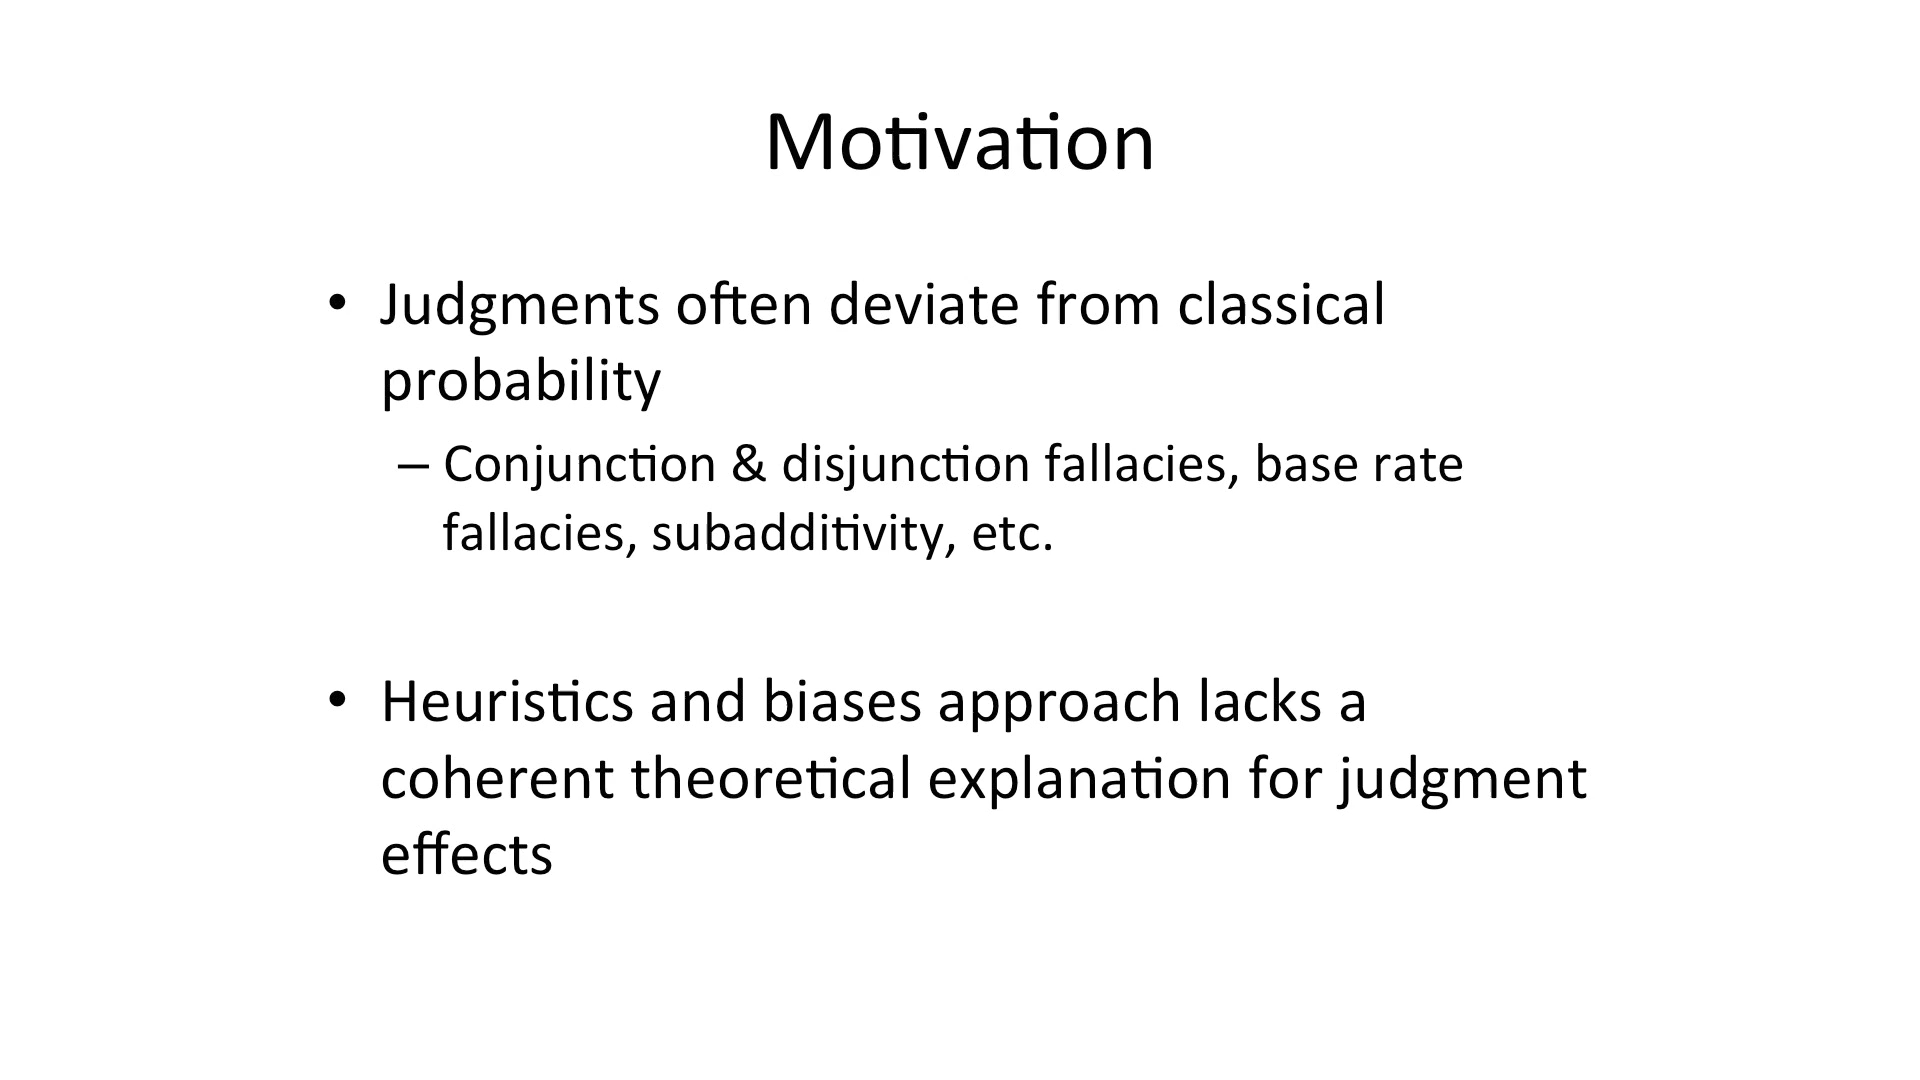 Motivation
• Judgments often deviate from classical
probability
– Conjunction & disjunction fallacies, base rate
fallacies, subadditivity, etc.
• Heuristics and biases approach lacks a
coherent theoretical explanation for judgment
effects